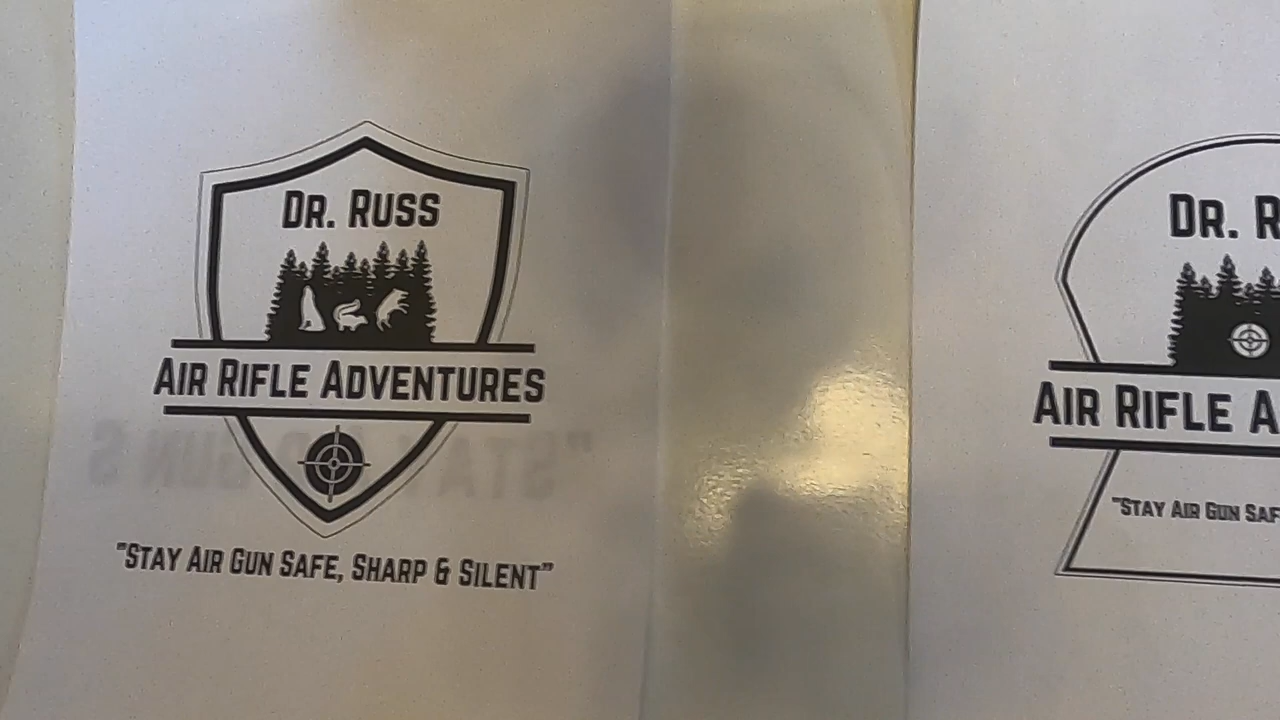 DR. RUSS
AIR RIFLE ADVENTURES
"STAY AIR GUN SAFE, SHARP & SILENT"
DR. R
AIR RIFLE A
"STAY AIR GUN SAF